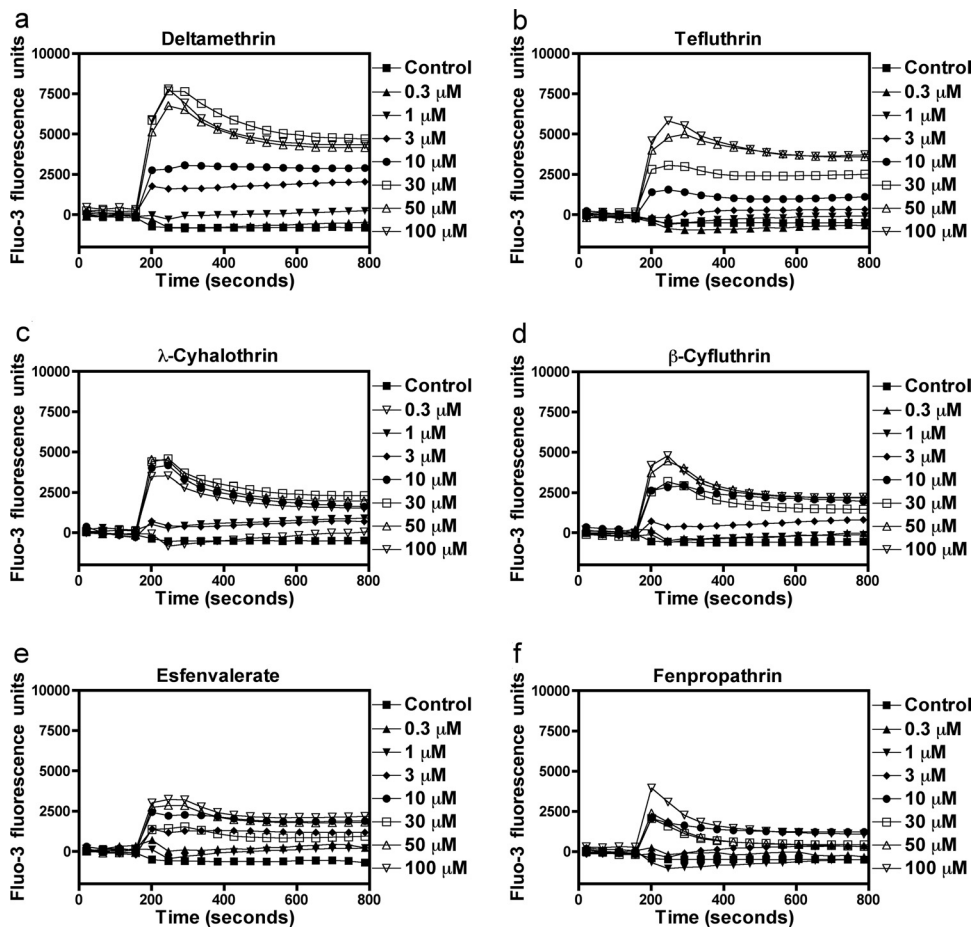 a
Deltamethrin
Fluo-3 fluorescence units
10000
7500
5000
2500
0
0 200 400 600 800
Time (seconds)
Control
0.3 μM
1 μM
3 μM
10 μM
30 μM
50 μM
100 μM
b
Tefluthrin
Fluo-3 fluorescence units
10000
7500
5000
2500
0
0 200 400 600 800
Time (seconds)
Control
0.3 μM
1 μM
3 μM
10 μM
30 μM
50 μM
100 μM
c
λ-Cyhalothrin
Fluo-3 fluorescence units
10000
7500
5000
2500
0
0 200 400 600 800
Time (seconds)
Control
0.3 μM
1 μM
3 μM
10 μM
30 μM
50 μM
100 μM
d
β-Cyfluthrin
Fluo-3 fluorescence units
10000
7500
5000
2500
0
0 200 400 600 800
Time (seconds)
Control
0.3 μM
1 μM
3 μM
10 μM
30 μM
50 μM
100 μM
e
Esfenvalerate
Fluo-3 fluorescence units
10000
7500
5000
2500
0
0 200 400 600 800
Time (seconds)
Control
0.3 μM
1 μM
3 μM
10 μM
30 μM
50 μM
100 μM
f
Fenpropathrin
Fluo-3 fluorescence units
10000
7500
5000
2500
0
0 200 400 600 800
Time (seconds)
Control
0.3 μM
1 μM
3 μM
10 μM
30 μM
50 μM
100 μM